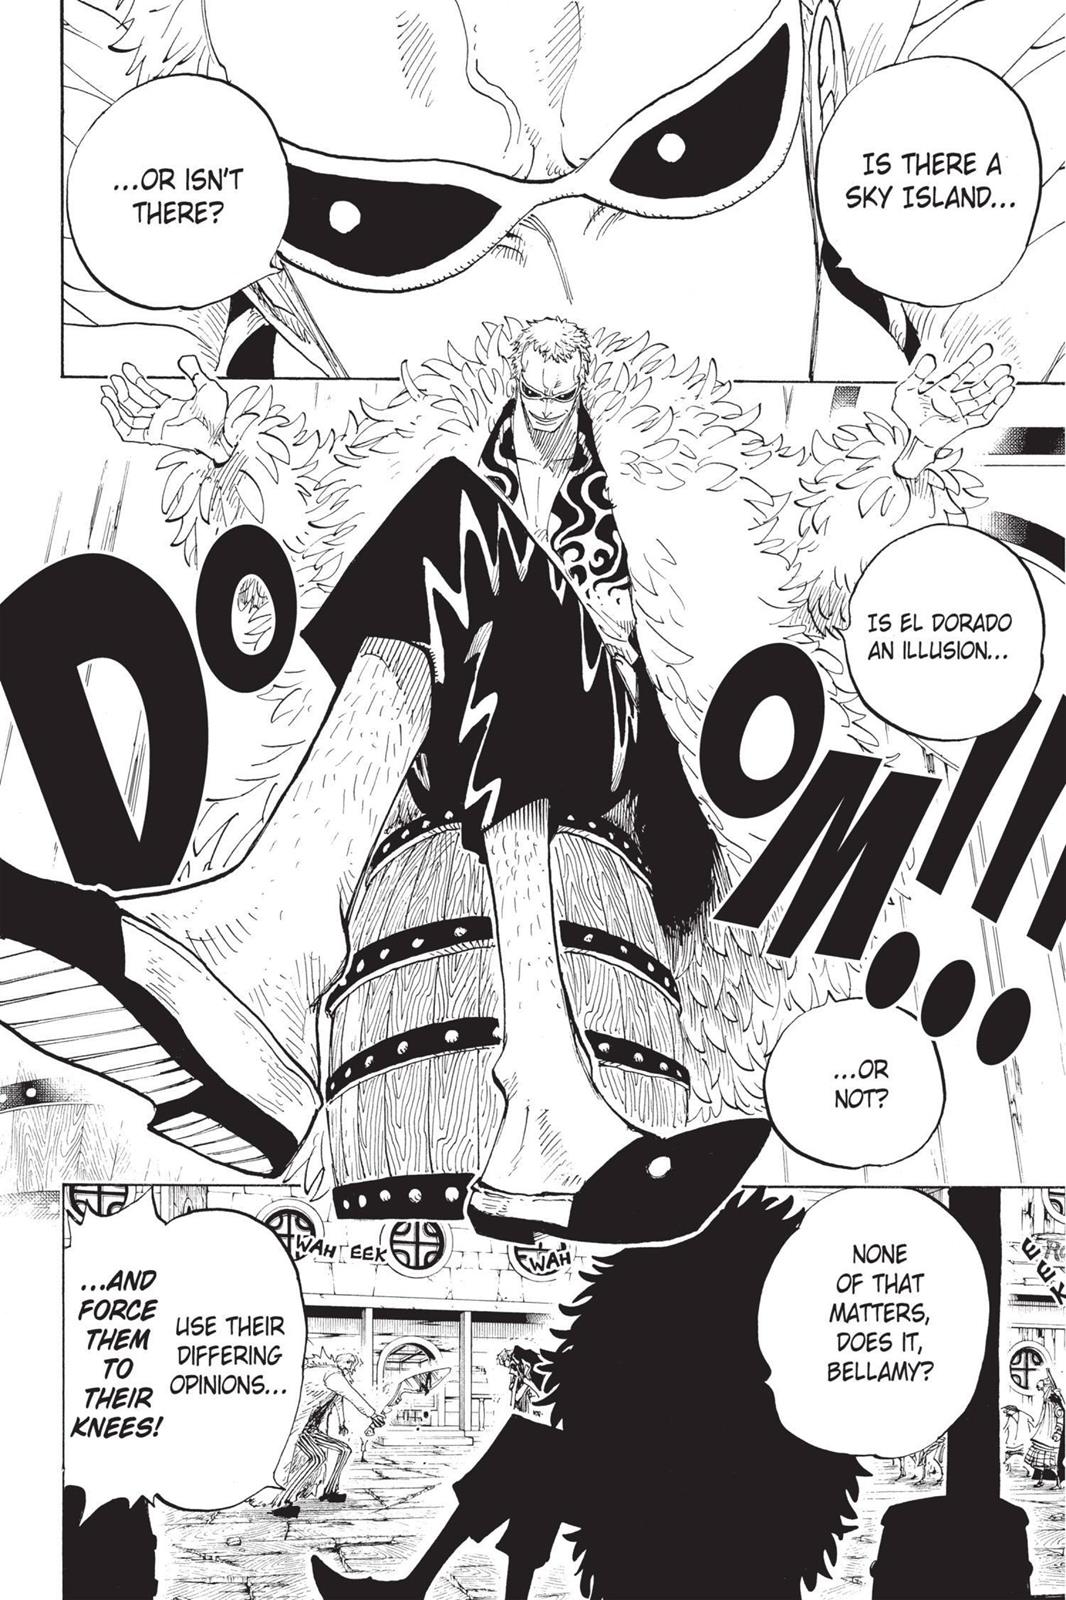 IS THERE A
SKY ISLAND...
...OR ISN'T
THERE?
IS EL DORADO
AN ILLUSION...
DOOM!!!...
...OR
NOT?
NONE
OF THAT
MATTERS,
DOES IT,
BELLAMY?
EEEK
WAH
EEK
WAH
USE THEIR
DIFFERING
OPINIONS...
...AND
FORCE
THEM
TO
THEIR
KNEES!